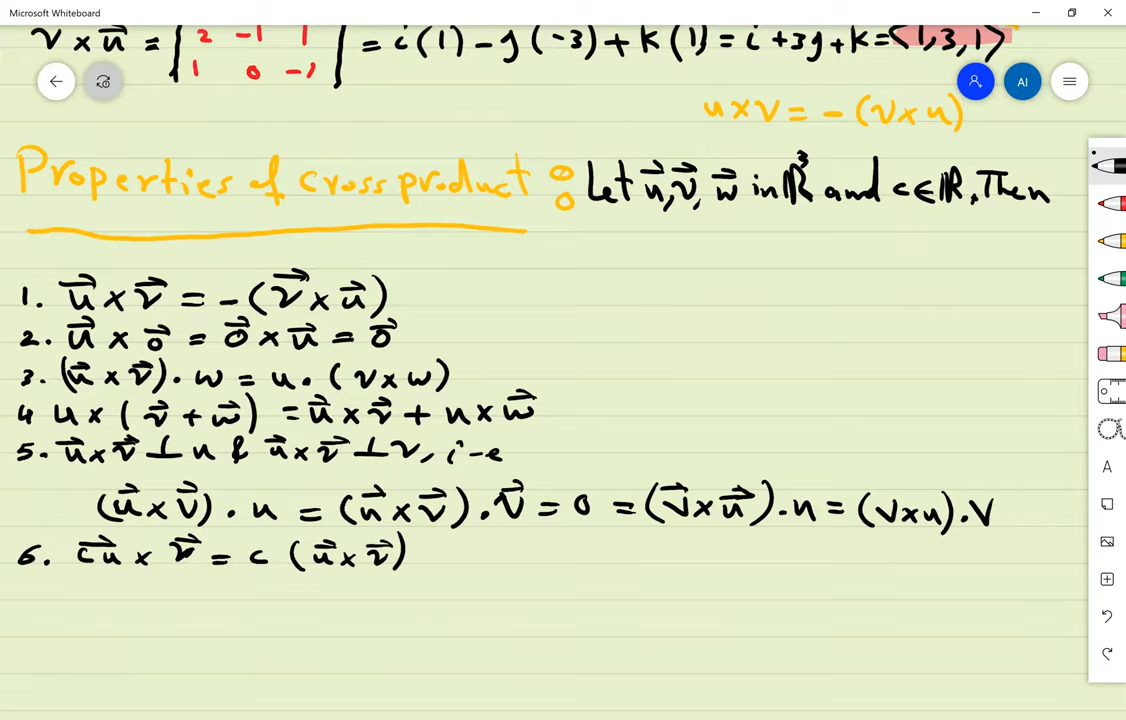 Microsoft Whiteboard
v × u⃗ = | 2 -1 1 | = i(1) - j(-3) + k(1) = i + 3j + k = <1,3,1>
1 0 -1
AI
u×v = -(v×u)
Properties of cross product : Let u⃗, v⃗, w⃗ in ℝ³ and c∈ℝ. Then
1. u⃗ × v⃗ = -(v⃗ × u⃗)
2. u⃗ × 0⃗ = 0⃗ × u⃗ = 0⃗
3. (u⃗ × v⃗) · w = u · (v × w)
4 u × (v⃗ + w⃗) = u⃗ × v⃗ + u × w⃗
5. u⃗ × v⃗ ⊥ u & u⃗ × v⃗ ⊥ v, i-e
(u⃗ × v⃗) · u = (u⃗ × v⃗) · v⃗ = 0 = (v⃗ × u⃗) · u = (v×u) · v
6. c⃗u⃗ × v⃗ = c (u⃗ × v⃗)
A